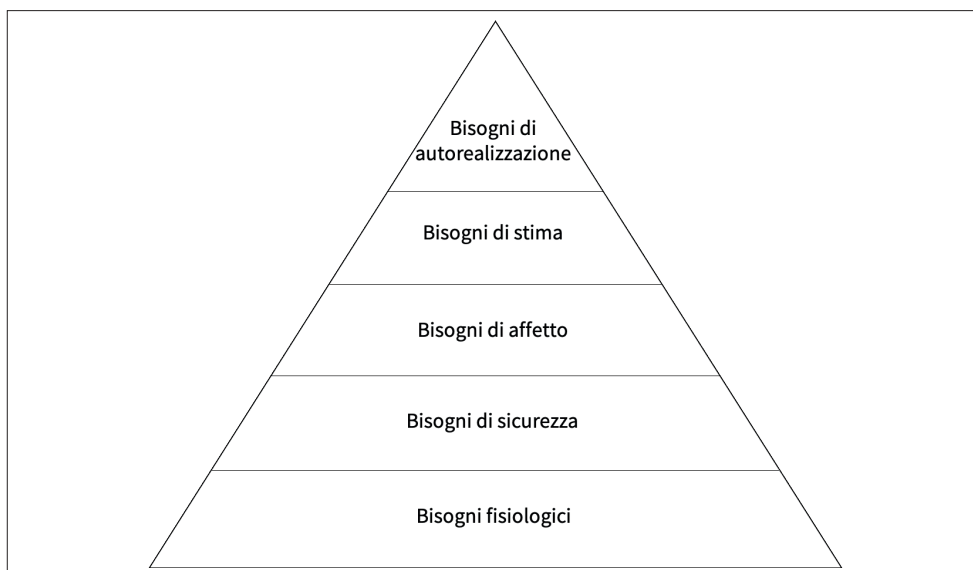 Bisogni di
autorealizzazione
Bisogni di stima
Bisogni di affetto
Bisogni di sicurezza
Bisogni fisiologici